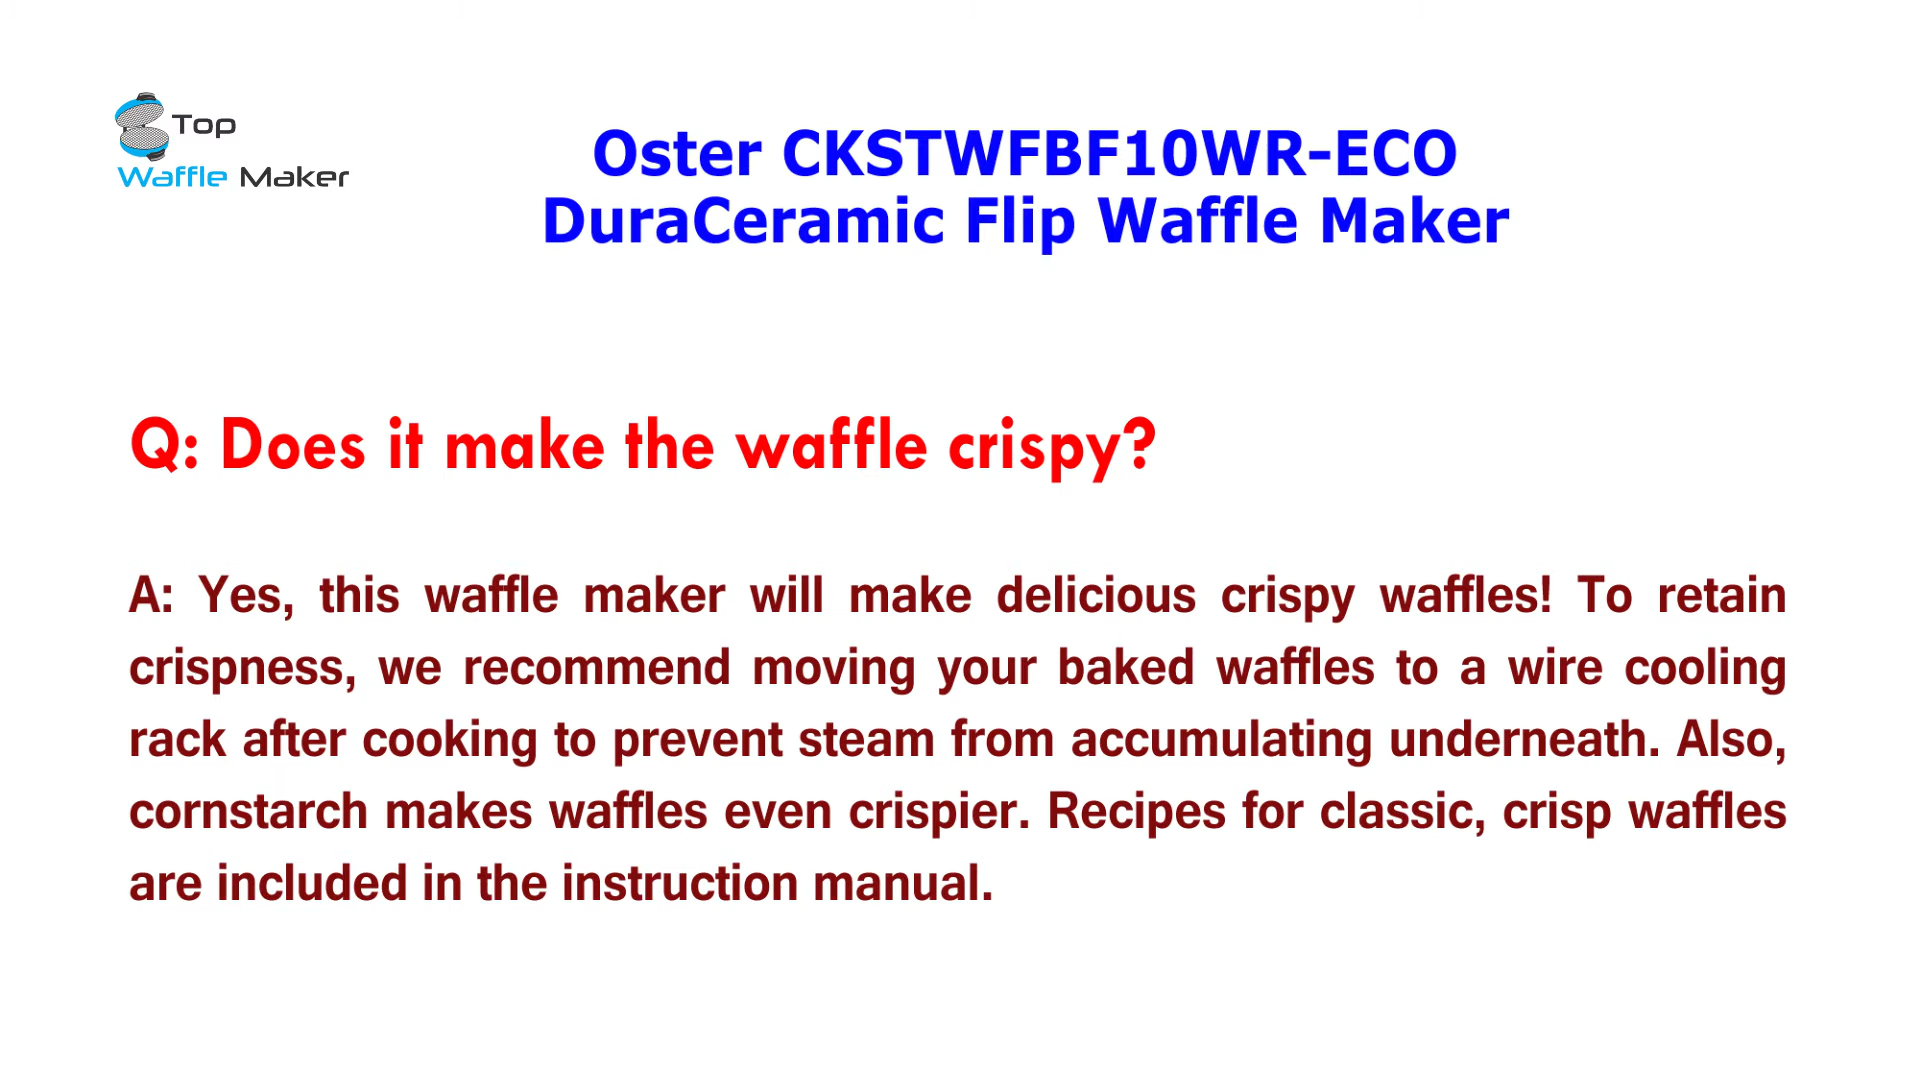 Top
Waffle Maker
Oster CKSTWFBF10WR-ECO
DuraCeramic Flip Waffle Maker
Q: Does it make the waffle crispy?
A: Yes, this waffle maker will make delicious crispy waffles! To retain
crispness, we recommend moving your baked waffles to a wire cooling
rack after cooking to prevent steam from accumulating underneath. Also,
cornstarch makes waffles even crispier. Recipes for classic, crisp waffles
are included in the instruction manual.